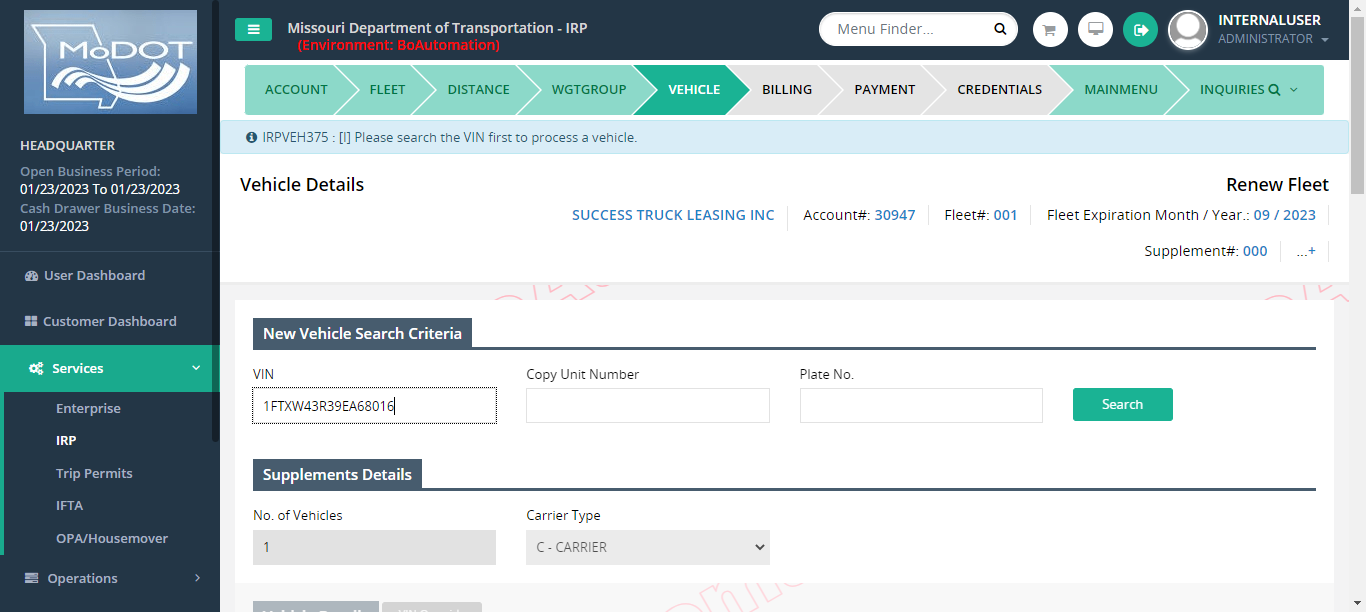 MoDOT
HEADQUARTER
Open Business Period:
01/23/2023 To 01/23/2023
Cash Drawer Business Date:
01/23/2023
User Dashboard
Customer Dashboard
Services
Enterprise
IRP
Trip Permits
IFTA
OPA/Housemover
Operations
Missouri Department of Transportation - IRP
(Environment: BoAutomation)
Menu Finder...
INTERNALUSER
ADMINISTRATOR
ACCOUNT FLEET DISTANCE WGTGROUP VEHICLE BILLING PAYMENT CREDENTIALS MAINMENU INQUIRIES
IRPVEH375 : [I] Please search the VIN first to process a vehicle.
Vehicle Details Renew Fleet
SUCCESS TRUCK LEASING INC Account#: 30947 Fleet#: 001 Fleet Expiration Month / Year.: 09 / 2023
Supplement#: 000 ...+
New Vehicle Search Criteria
VIN Copy Unit Number Plate No.
1FTXW43R39EA68016 Search
Supplements Details
No. of Vehicles Carrier Type
1 C - CARRIER